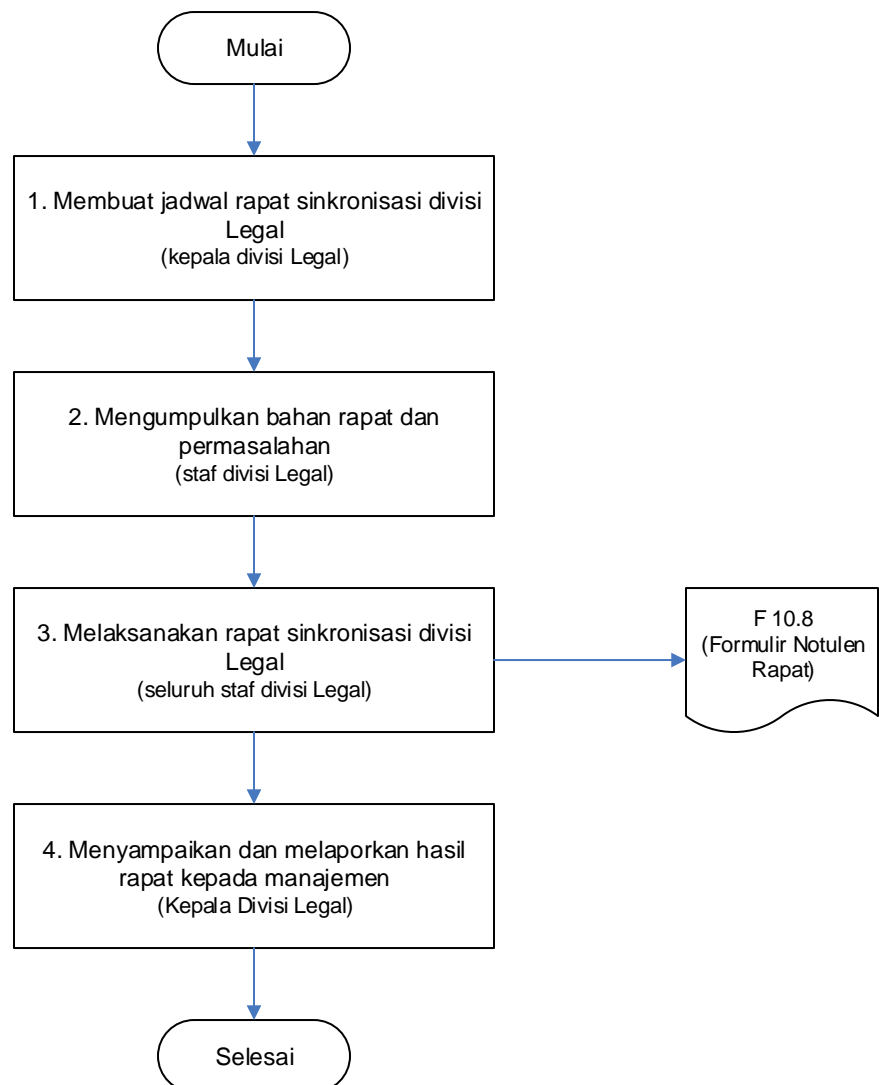 Mulai
1. Membuat jadwal rapat sinkronisasi divisi
Legal
(kepala divisi Legal)
2. Mengumpulkan bahan rapat dan
permasalahan
(staf divisi Legal)
3. Melaksanakan rapat sinkronisasi divisi
Legal
(seluruh staf divisi Legal)
F 10.8
(Formulir Notulen
Rapat)
4. Menyampaikan dan melaporkan hasil
rapat kepada manajemen
(Kepala Divisi Legal)
Selesai